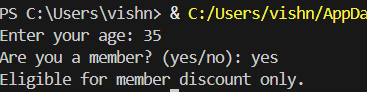 PS C:\Users\vishn> & C:/Users/vishn/AppDa
Enter your age: 35
Are you a member? (yes/no): yes
Eligible for member discount only.